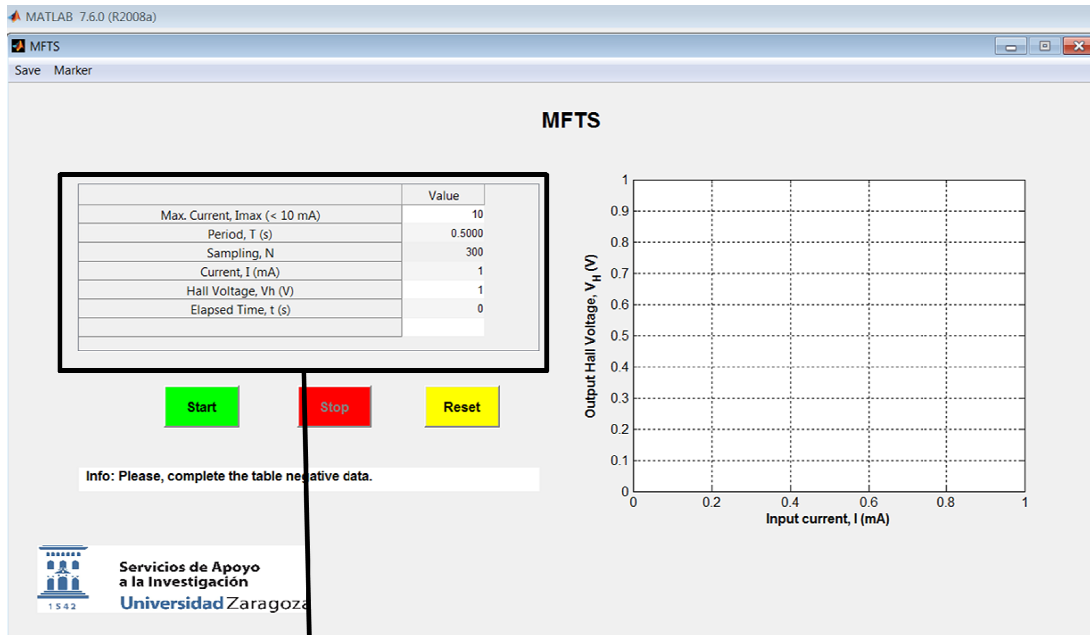 MATLAB 7.6.0 (R2008a)
MFTS
Save Marker
MFTS
Value
Max. Current, Imax (< 10 mA) 10
Period, T (s) 0.5000
Sampling, N 300
Current, I (mA) 1
Hall Voltage, Vh (V) 1
Elapsed Time, t (s) 0
Start Stop Reset
Info: Please, complete the table negative data.
Output Hall Voltage, VH (V)
1
0.9
0.8
0.7
0.6
0.5
0.4
0.3
0.2
0.1
0
0 0.2 0.4 0.6 0.8 1
Input current, I (mA)
1542
Servicios de Apoyo
a la Investigación
Universidad Zaragoza